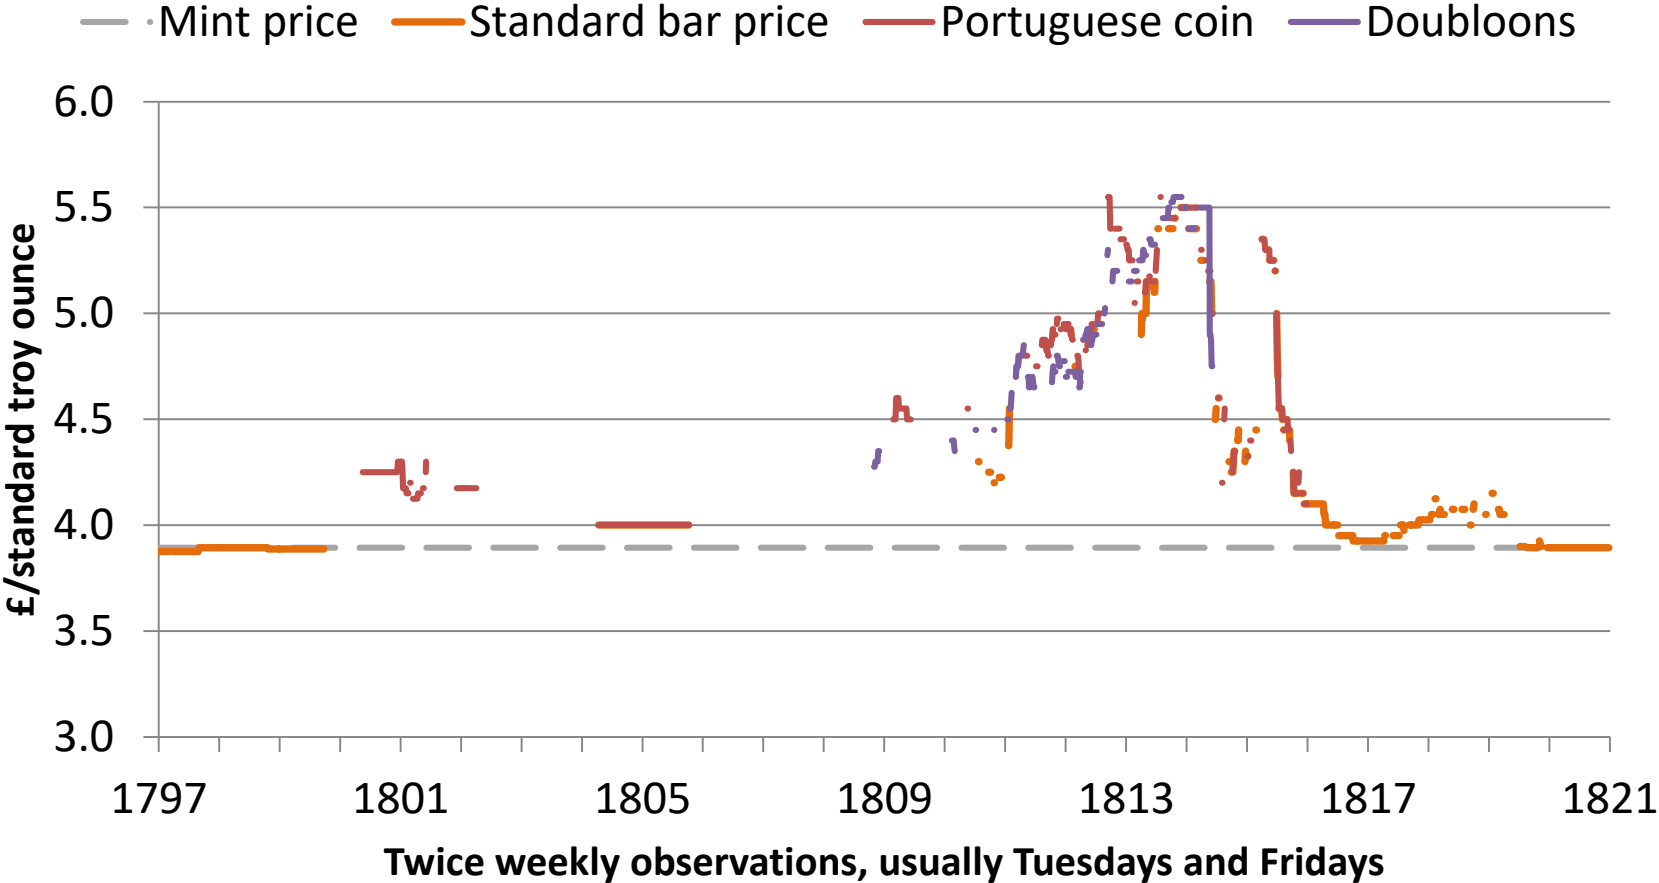 Mint price Standard bar price Portuguese coin Doubloons
6.0
5.5
5.0
4.5
4.0
3.5
3.0
£/standard troy ounce
1797 1801 1805 1809 1813 1817 1821
Twice weekly observations, usually Tuesdays and Fridays